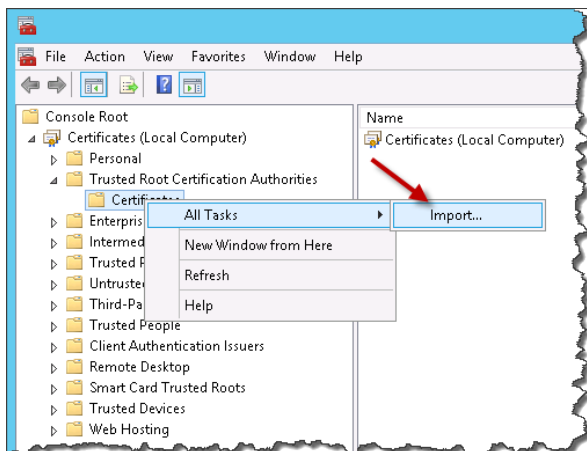 File Action View Favorites Window Help
Console Root
Name
Certificates (Local Computer)
Certificates (Local Computer)
Personal
Trusted Root Certification Authorities
All Tasks
Import...
New Window from Here
Refresh
Help
Trusted People
Client Authentication Issuers
Remote Desktop
Smart Card Trusted Roots
Trusted Devices
Web Hosting